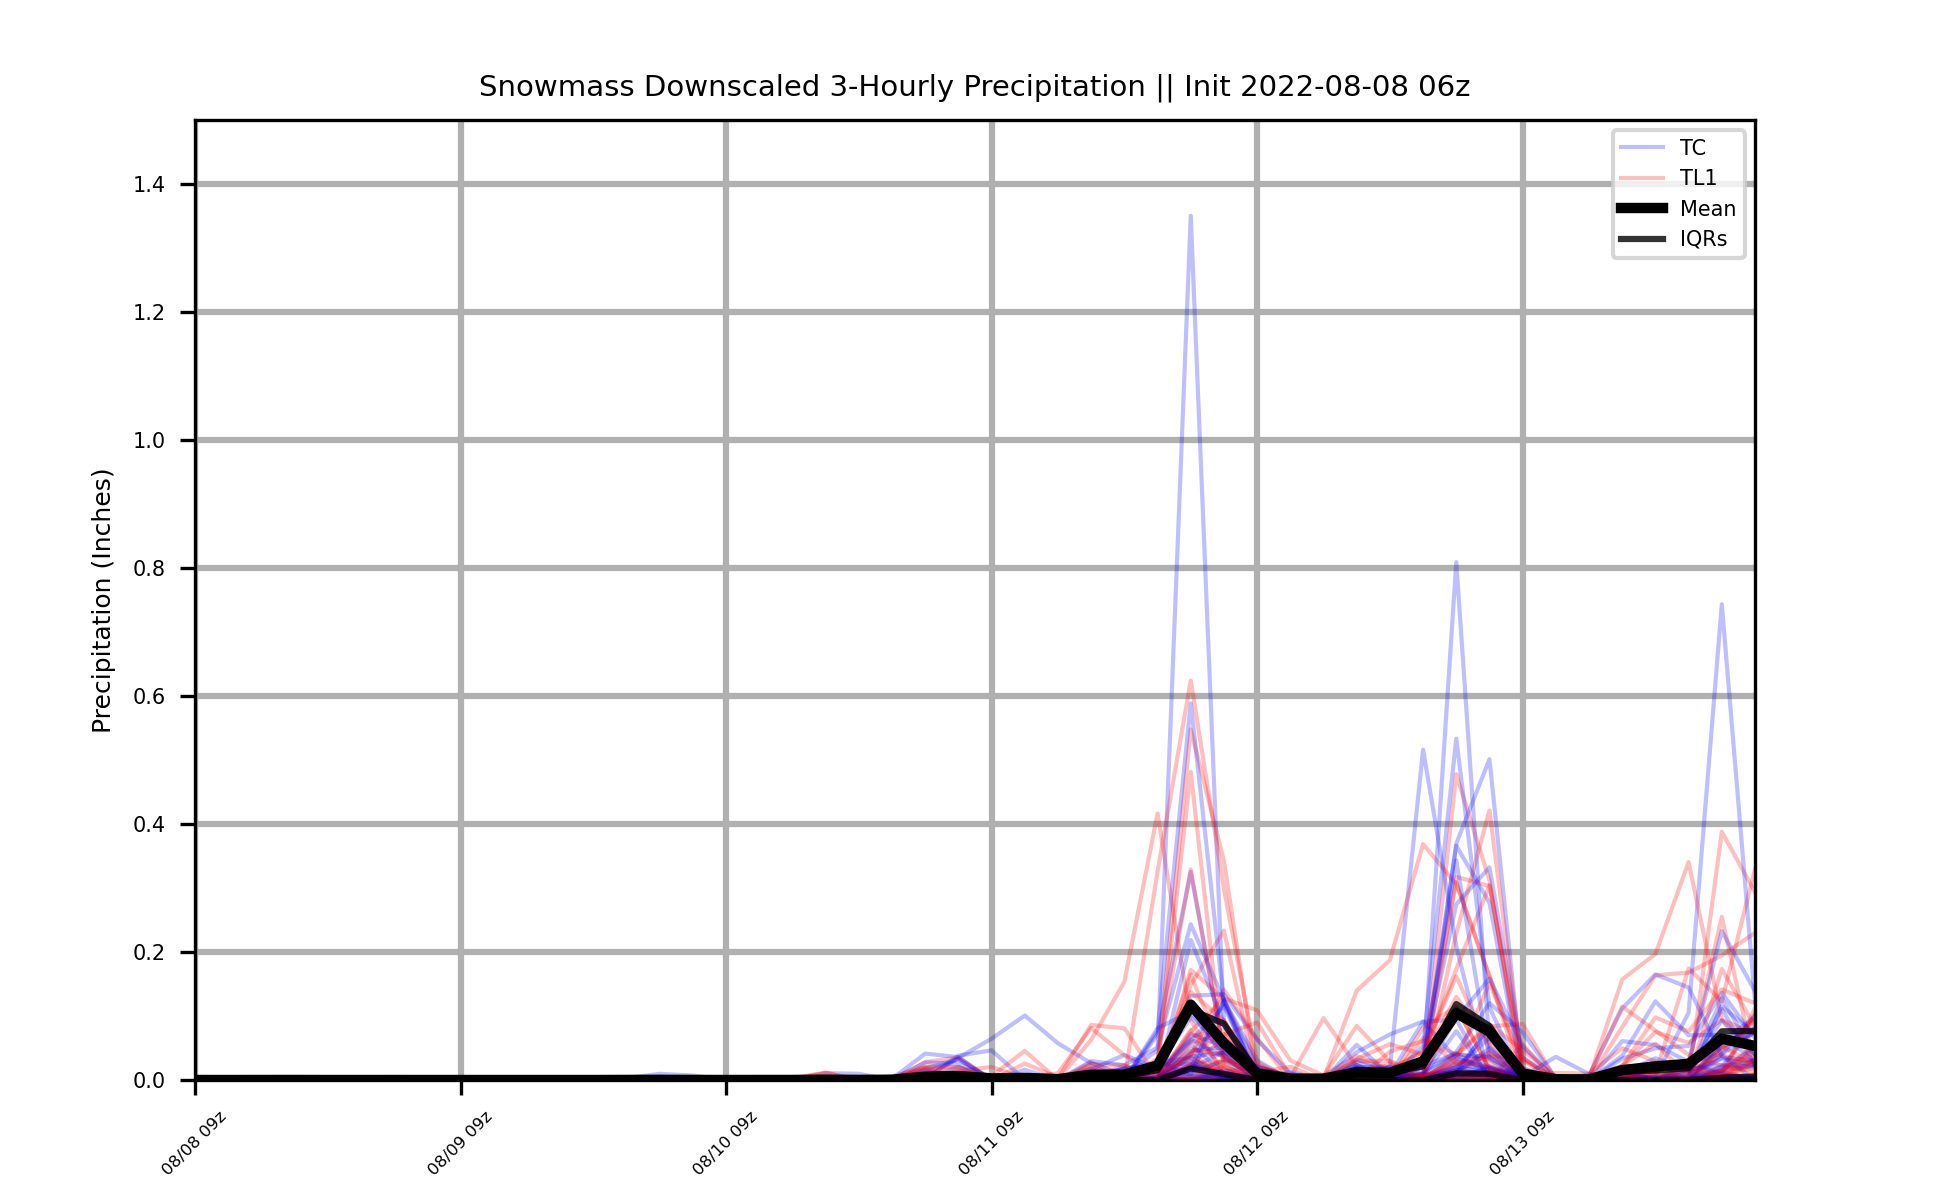 Snowmass Downscaled 3-Hourly Precipitation || Init 2022-08-08 06z
TC
TL1
Mean
IQRs
Precipitation (Inches)
1.4
1.2
1.0
0.8
0.6
0.4
0.2
0.0
08/08 09z
08/09 09z
08/10 09z
08/11 09z
08/12 09z
08/13 09z